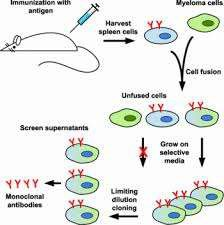 Immunization with
antigen
Harvest
spleen cells
Myeloma cells
Cell fusion
Unfused cells
Grow on
selective
media
Screen supernatants
Monoclonal
antibodies
Limiting
dilution
cloning